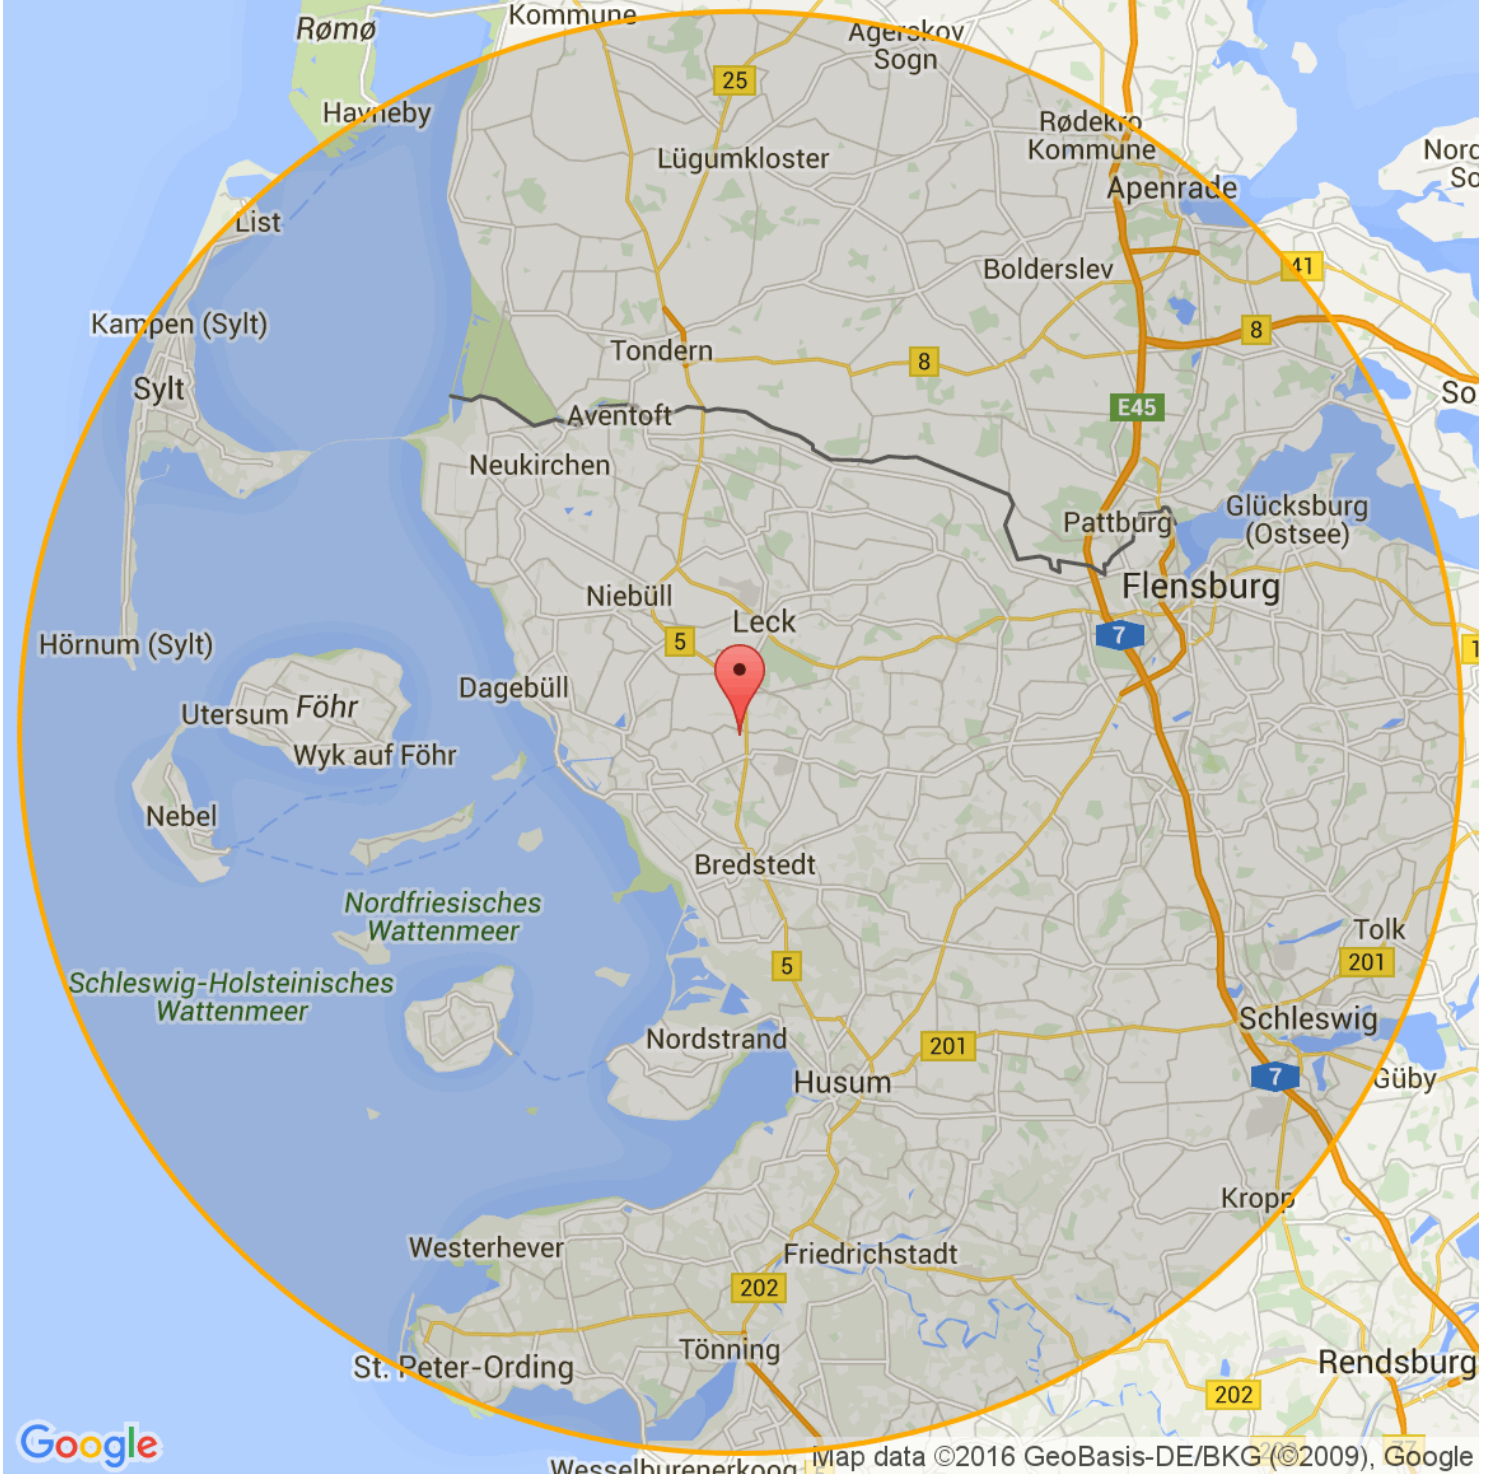 Kommune
Rømø
Agerskov
Sogn
25
Havneby
Rødekro
Kommune
Lügumkloster
Apenrade
List
Bolderslev
41
Kampen (Sylt)
8
Tondern
8
Sylt
E45
Aventoft
Neukirchen
Glücksburg
(Ostsee)
Pattburg
Flensburg
Niebüll
Leck
7
5
Hörnum (Sylt)
Dagebüll
Utersum
Föhr
Wyk auf Föhr
Nebel
Bredstedt
Nordfriesisches
Wattenmeer
Tolk
201
5
Schleswig-Holsteinisches
Wattenmeer
Schleswig
Nordstrand
201
Husum
7
Güby
Kropp
Westerhever
Friedrichstadt
202
Tönning
St. Peter-Ording
Rendsburg
202
Google
Map data ©2016 GeoBasis-DE/BKG (©2009), Google
Wesselburenerkoog